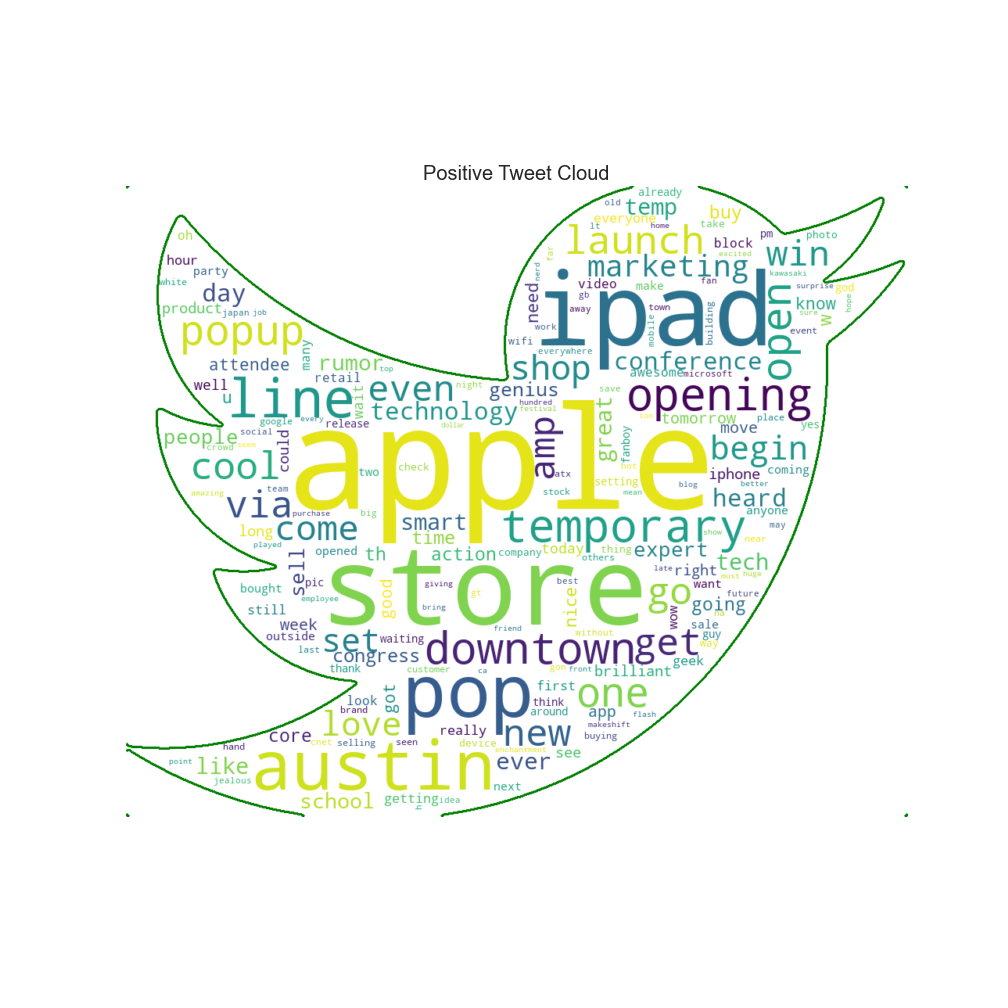 Positive Tweet Cloud
already
old temp buy
everyone take
oh lt home
hour launch block pm photo
far excited win
party marketing kawasaki
white nerd video make fan surprise god
day need ipad open know hope
product gb town sure
japan job away mobile building w
popup work event
many wifi
attendee rumor everywhere conference
well retail top shop awesome microsoft
u line even night genius save opening
google wait technology hundred festival great fun tomorrow place
social every release dollar move yes
people could apple amp fanboy begin
crowd seen
cool two check atx setting hot iphone coming
team stock mean blog better
amazing via purchase big heard anyone
long come smart temporary may
played time show near
opened th action company today thing expert tech
sell others late right
bought pic giving store best nice must huge
employee good gt go want future
still bring wow going na
week friend without sale
outside set waiting downtown get guy way
last congress geek
thank customer ca gon front brilliant
look got pop first one
brand love think around app flash
core really new makeshift buying
hand cnet selling seen device enchantment see
point like austin ever
jealous next
school getting idea